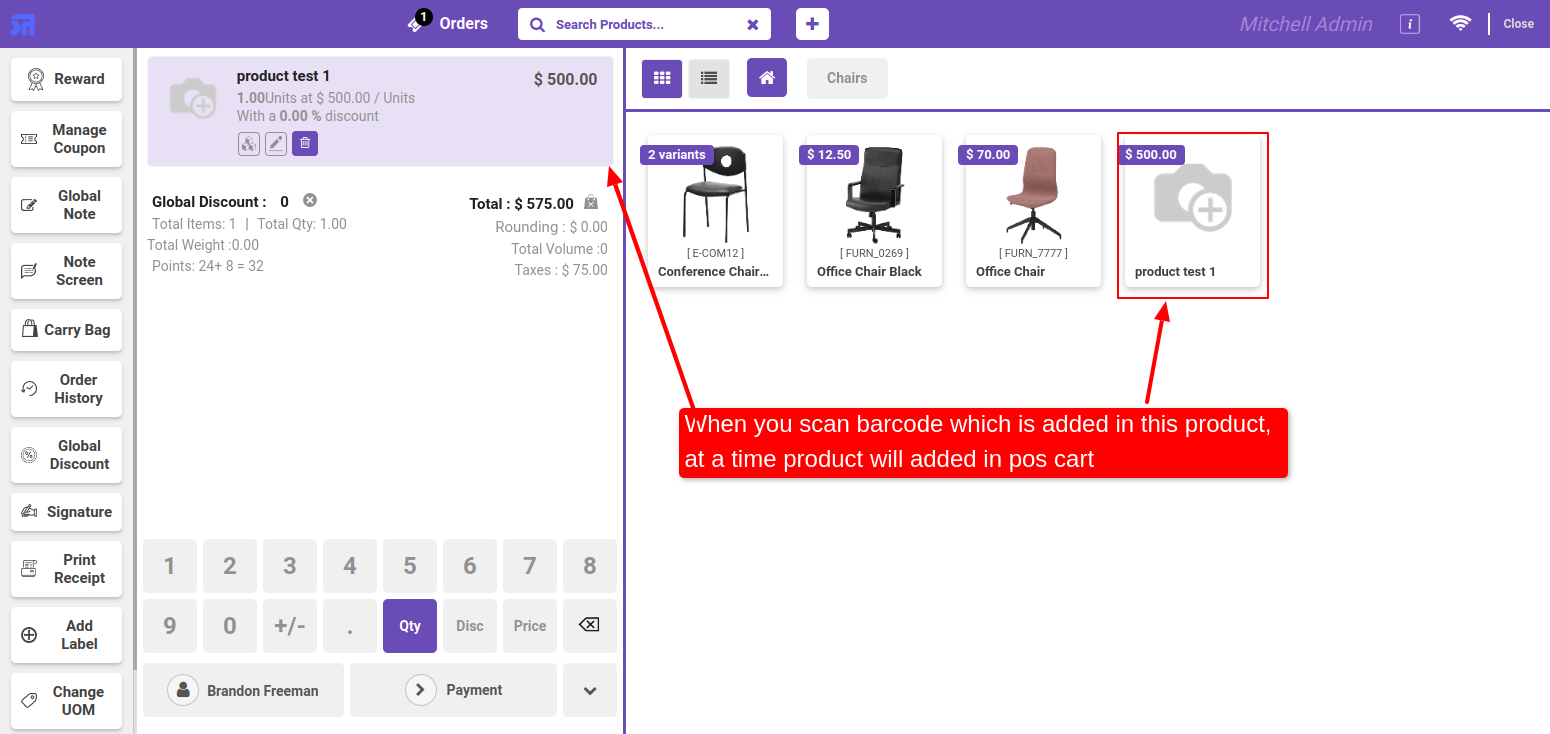 1
Orders
Search Products...
Mitchell Admin
i
Close
Reward
Manage
Coupon
Global
Note
Note
Screen
Carry Bag
Order
History
Global
Discount
Signature
Print
Receipt
Add
Label
Change
UOM
product test 1
$ 500.00
1.00Units at $ 500.00 / Units
With a 0.00 % discount
Global Discount : 0
Total : $ 575.00
Total Items: 1 | Total Qty: 1.00
Rounding : $ 0.00
Total Weight :0.00
Total Volume :0
Points: 24+ 8 = 32
Taxes : $ 75.00
1 2 3 4 5 6 7 8
9 0 +/- . Qty Disc Price
Brandon Freeman
Payment
Chairs
2 variants
[ E-COM12 ]
Conference Chair...
$ 12.50
[ FURN_0269 ]
Office Chair Black
$ 70.00
[ FURN_7777 ]
Office Chair
$ 500.00
product test 1
When you scan barcode which is added in this product,
at a time product will added in pos cart